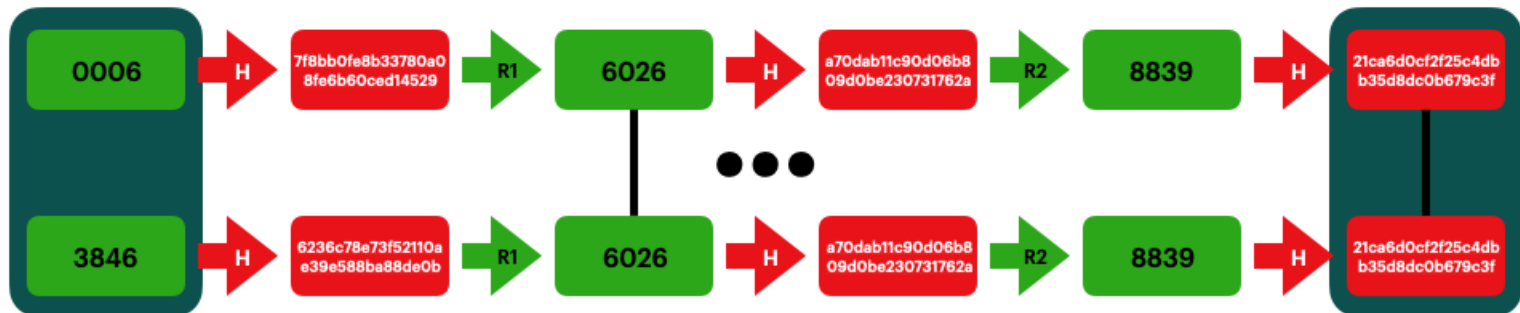 0006
H
7f8bb0fe8b33780a0
8fe6b60ced14529
R1
6026
H
a70dab11c90d06b8
09d0be230731762a
R2
8839
H
21ca6d0cf2f25c4db
b35d8dc0b679c3f
3846
H
6236c78e73f52110a
e39e588ba88de0b
R1
6026
H
a70dab11c90d06b8
09d0be230731762a
R2
8839
H
21ca6d0cf2f25c4db
b35d8dc0b679c3f